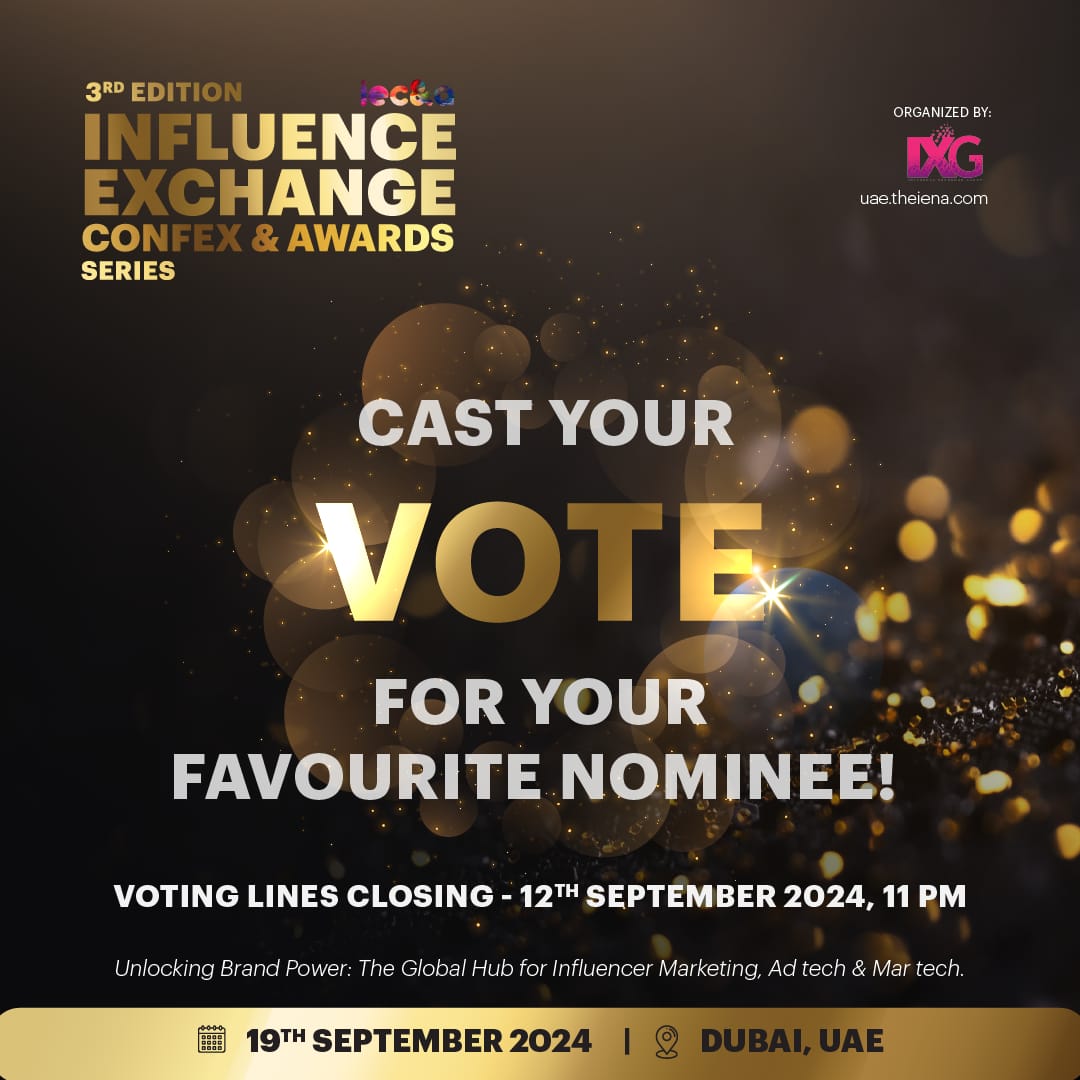 3RD EDITION
iec&a
INFLUENCE
EXCHANGE
CONFEX & AWARDS
SERIES
ORGANIZED BY:
IXG
uae.theiena.com
CAST YOUR
VOTE
FOR YOUR
FAVOURITE NOMINEE!
VOTING LINES CLOSING - 12TH SEPTEMBER 2024, 11 PM
Unlocking Brand Power: The Global Hub for Influencer Marketing, Ad tech & Mar tech.
19TH SEPTEMBER 2024 | DUBAI, UAE